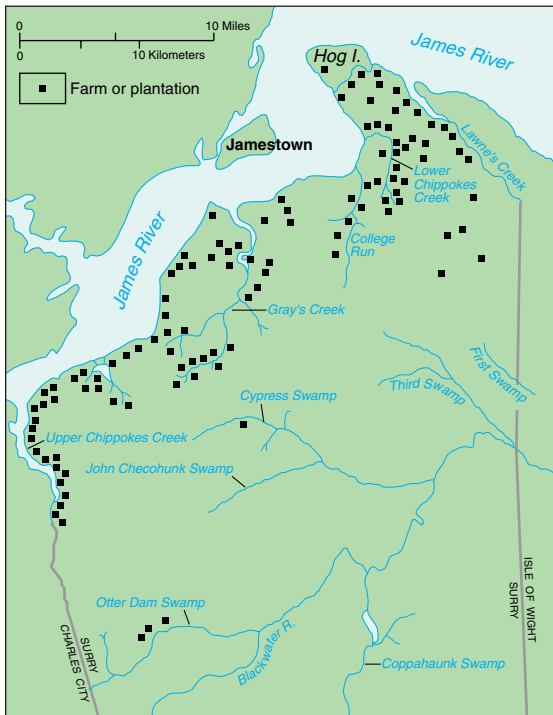 0
10 Miles
0
10 Kilometers
Farm or plantation
Hog I.
James River
Jamestown
Lawne's Creek
Lower
Chippokes
Creek
James River
College
Run
Gray's Creek
First Swamp
Third Swamp
Cypress Swamp
Upper Chippokes Creek
John Checohunk Swamp
ISLE OF WIGHT
SURRY
Otter Dam Swamp
SURRY
CHARLES CITY
Blackwater R.
Coppahaunk Swamp